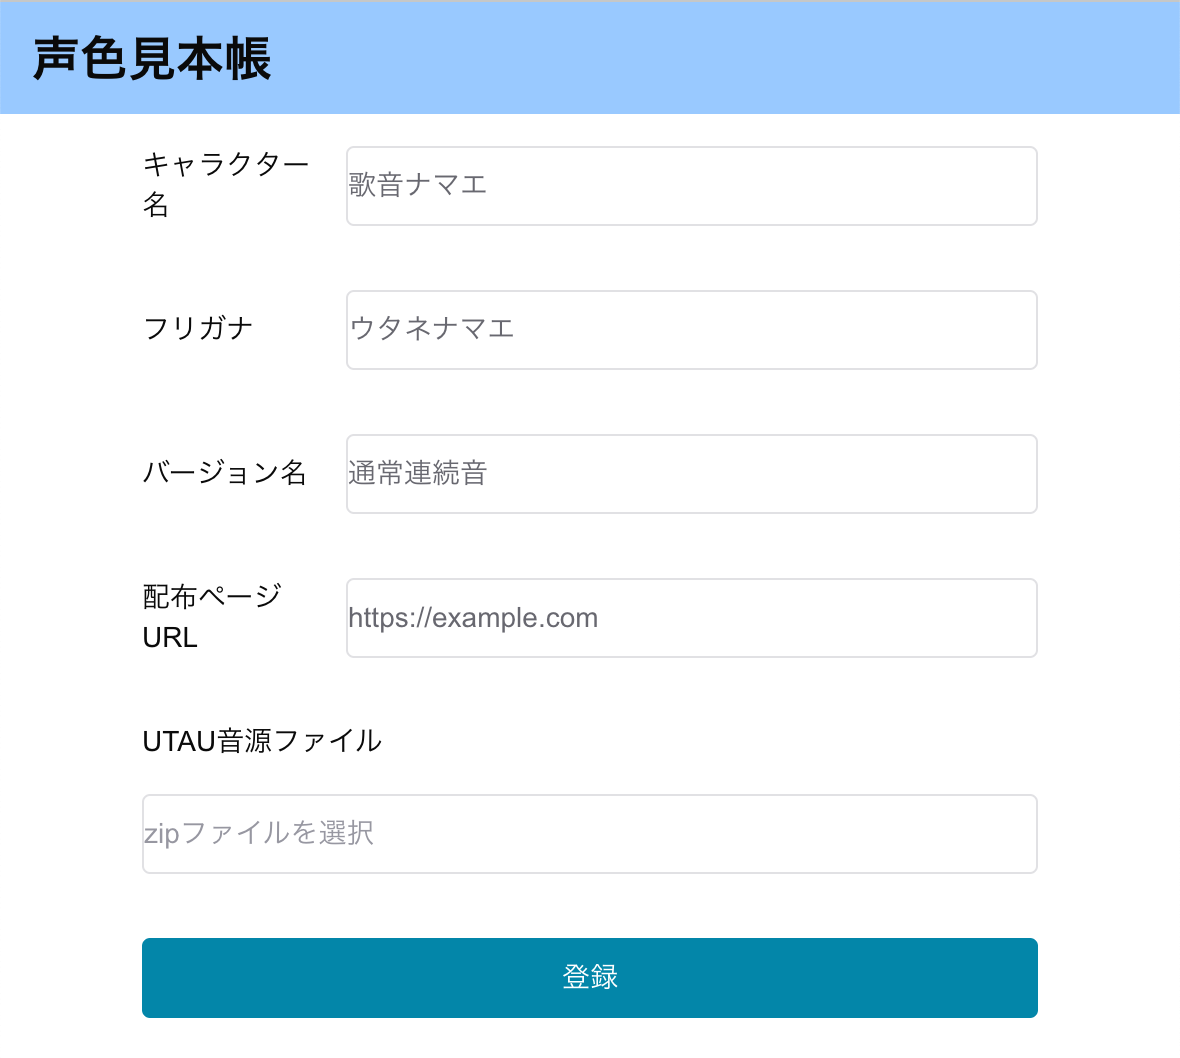 声色見本帳
キャラクター
名
歌音ナマエ
フリガナ
ウタネナマエ
バージョン名
通常連続音
配布ページ
URL
https://example.com
UTAU音源ファイル
zipファイルを選択
登録